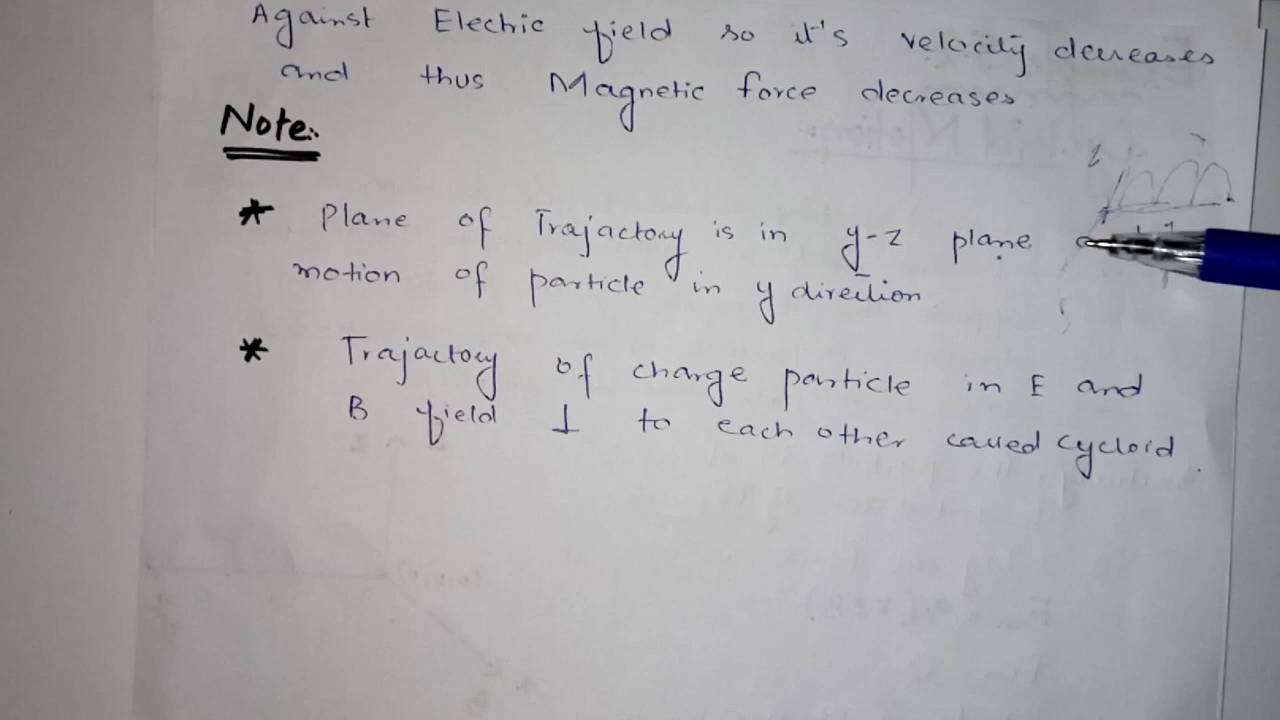 Against Electric field so it's velocity decreases
and thus Magnetic force decreases
Note:
* Plane of Trajactory is in y-z plane
motion of particle in y direction
* Trajactory of charge particle in E and
B field ⊥ to each other called cycloid.